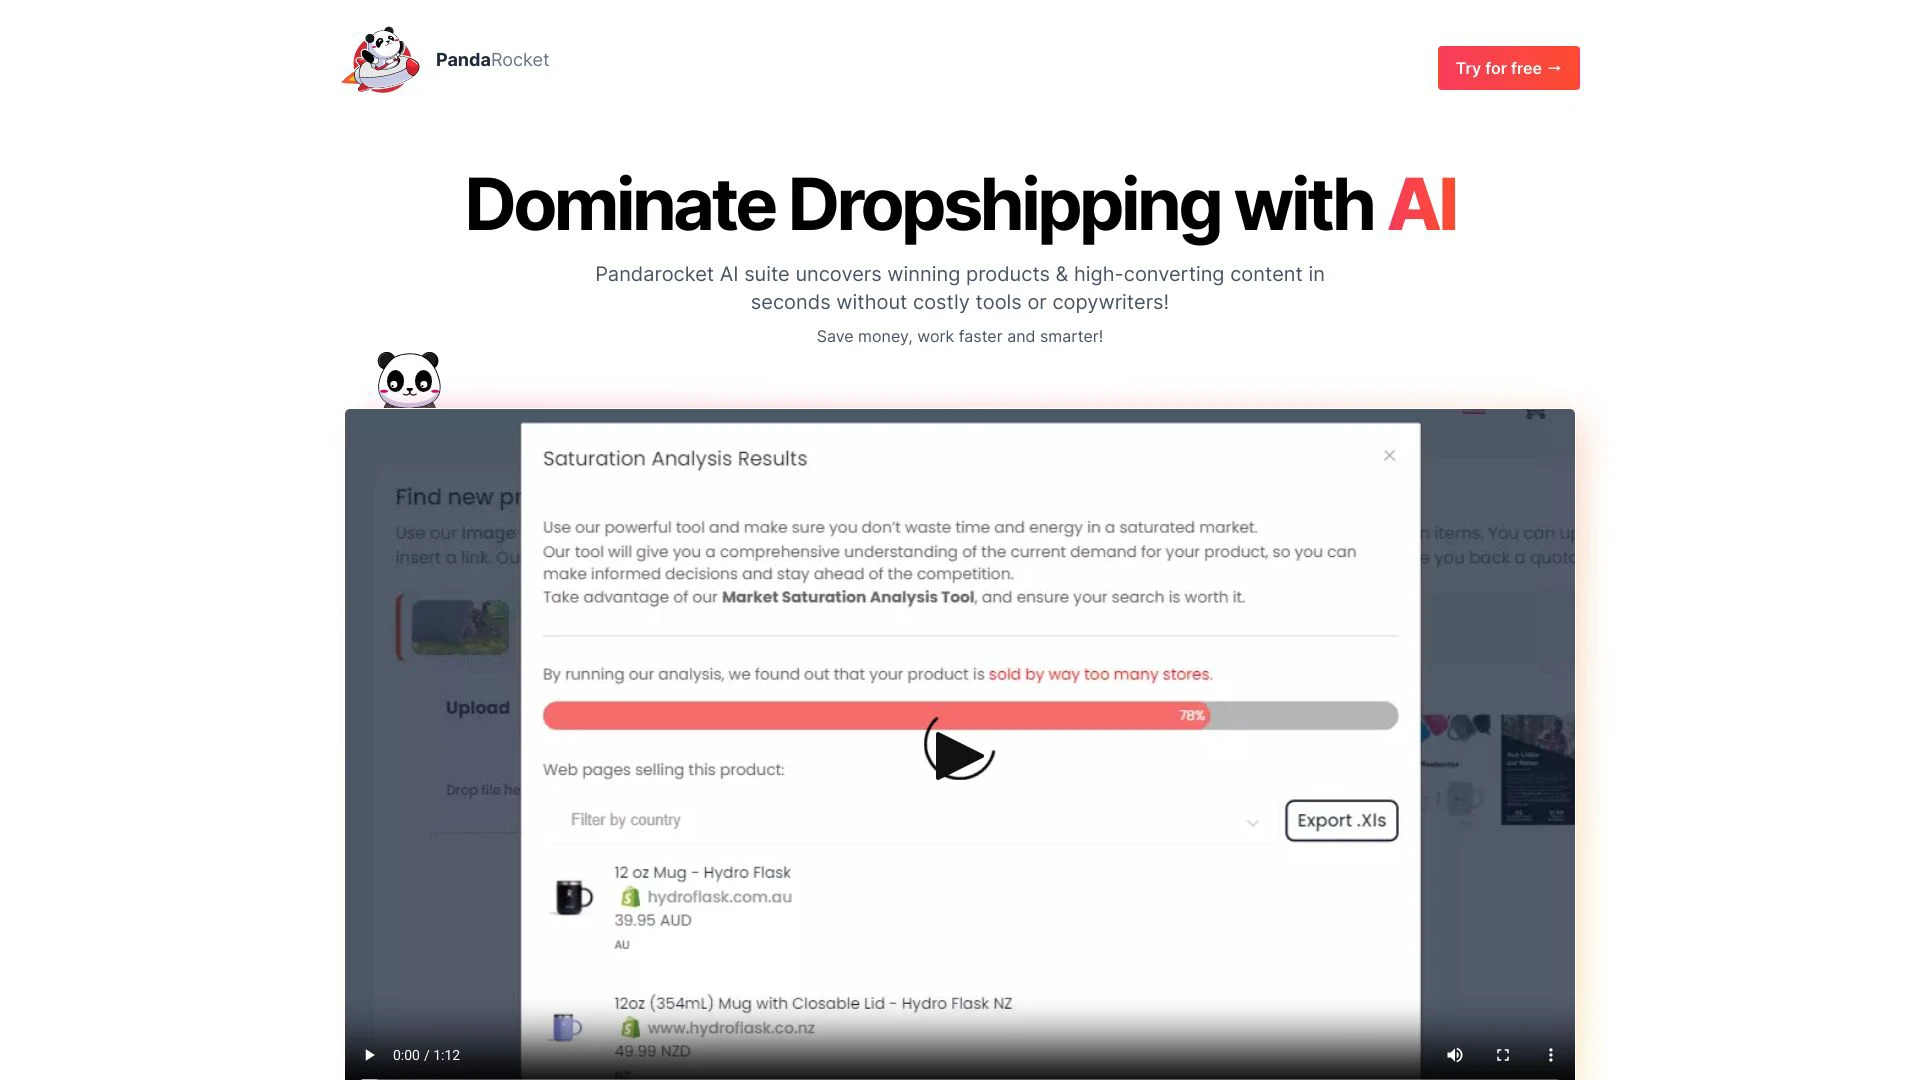 PandaRocket
Try for free →
Dominate Dropshipping with AI
Pandarocket AI suite uncovers winning products & high-converting content in
seconds without costly tools or copywriters!
Save money, work faster and smarter!
Saturation Analysis Results
Find new pr
Use our image
insert a link. Ou
n items. You can up
e you back a quota
Use our powerful tool and make sure you don't waste time and energy in a saturated market.
Our tool will give you a comprehensive understanding of the current demand for your product, so you can
make informed decisions and stay ahead of the competition.
Take advantage of our Market Saturation Analysis Tool, and ensure your search is worth it.
By running our analysis, we found out that your product is sold by way too many stores.
78%
Upload
Drop file he
Web pages selling this product:
Filter by country
Export .Xls
12 oz Mug - Hydro Flask
hydroflask.com.au
39.95 AUD
AU
12oz (354mL) Mug with Closable Lid - Hydro Flask NZ
www.hydroflask.co.nz
49.99 NZD
NZ
0:00 / 1:12